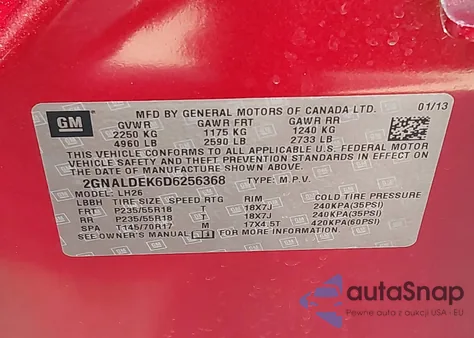 GM
MFD BY GENERAL MOTORS OF CANADA LTD. 01/13
GVWR GAWR FRT GAWR RR
2250 KG 1175 KG 1240 KG
4960 LB 2590 LB 2733 LB
THIS VEHICLE CONFORMS TO ALL APPLICABLE U.S. FEDERAL MOTOR
VEHICLE SAFETY AND THEFT PREVENTION STANDARDS IN EFFECT ON
THE DATE OF MANUFACTURE SHOWN ABOVE.
2GNALDEK6D6256368 TYPE: M.P.V.
MODEL: LH26
LBBH TIRE SIZE SPEED RTG RIM COLD TIRE PRESSURE
FRT P235/55R18 T 18X7J 240KPA(35PSI)
RR P235/55R18 T 18X7J 240KPA(35PSI)
SPA T145/70R17 M 17X4.5T 420KPA(60PSI)
SEE OWNER'S MANUAL FOR MORE INFORMATION.
autoSnap
Pewne auta z aukcji USA - EU